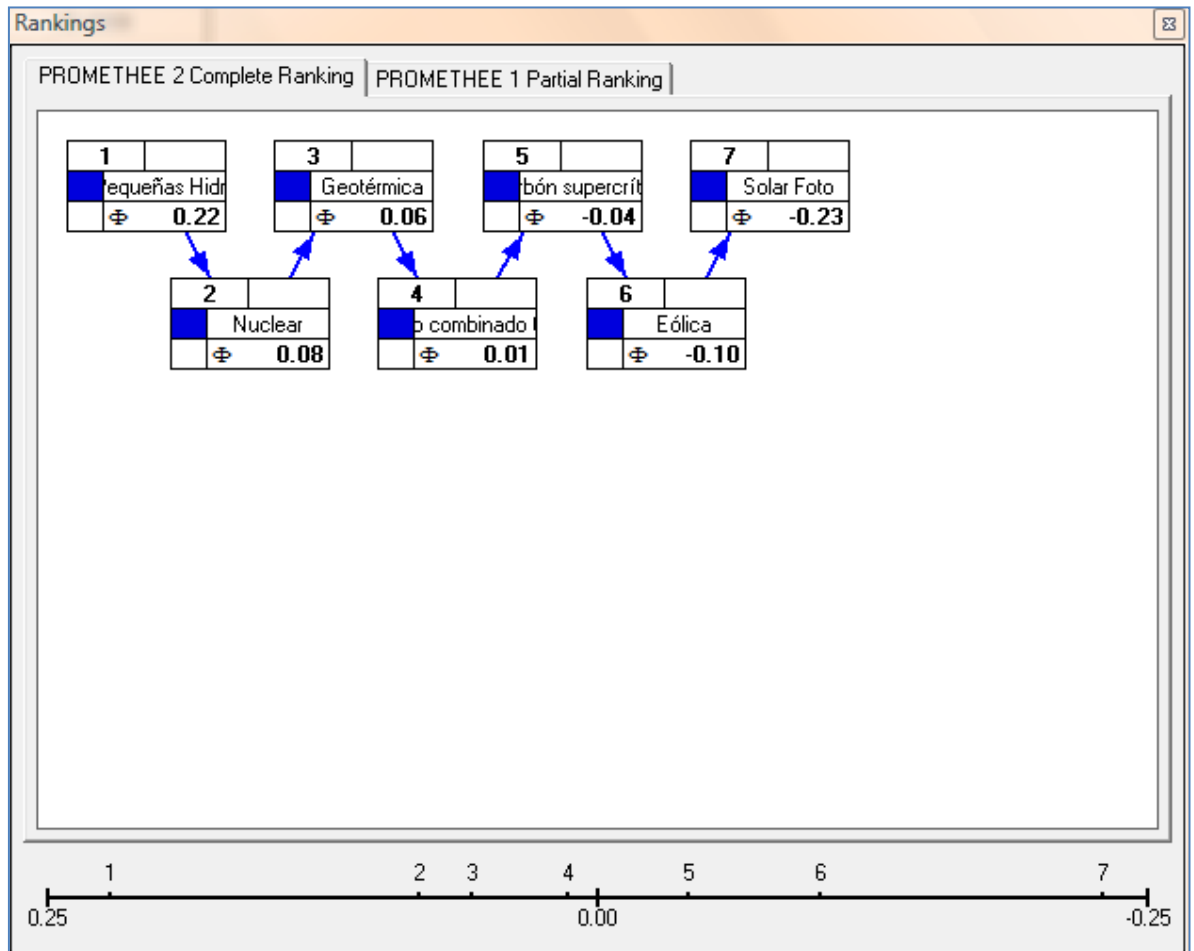 Rankings
PROMETHEE 2 Complete Ranking
PROMETHEE 1 Partial Ranking
1
equeñas Hidr
Φ 0.22
3
Geotérmica
Φ 0.06
5
bón supercrít
Φ -0.04
7
Solar Foto
Φ -0.23
2
Nuclear
Φ 0.08
4
o combinado
Φ 0.01
6
Eólica
Φ -0.10
1 2 3 4 5 6 7
0.25 0.00 -0.25